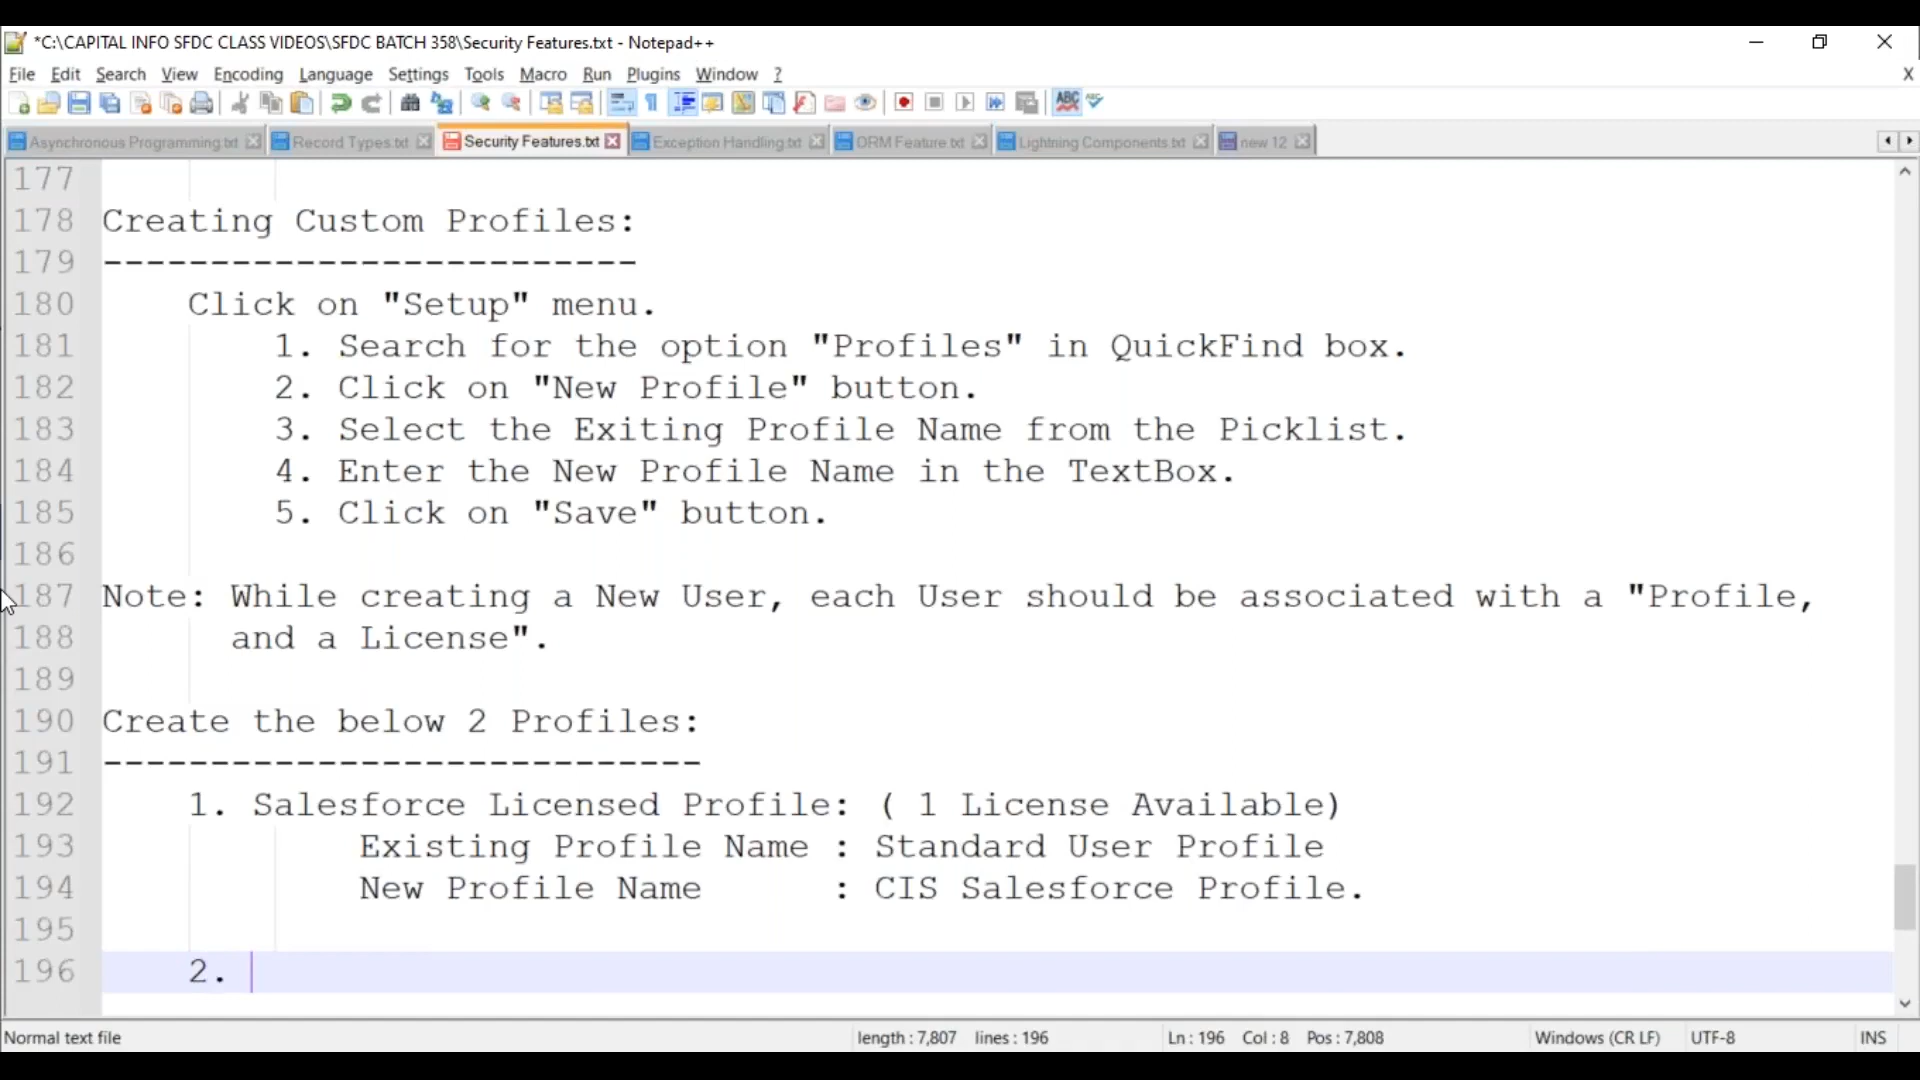 *C:\CAPITAL INFO SFDC CLASS VIDEOS\SFDC BATCH 358\Security Features.txt - Notepad++
File Edit Search View Encoding Language Settings Tools Macro Run Plugins Window ? X
Asynchronous Programming.txt Record Types.txt Security Features.txt Exception Handling.txt ORM Feature.txt Lightning Components.txt new 12
177
178 Creating Custom Profiles:
179 -------------------------
180 Click on "Setup" menu.
181 1. Search for the option "Profiles" in QuickFind box.
182 2. Click on "New Profile" button.
183 3. Select the Exiting Profile Name from the Picklist.
184 4. Enter the New Profile Name in the TextBox.
185 5. Click on "Save" button.
186
187 Note: While creating a New User, each User should be associated with a "Profile,
188 and a License".
189
190 Create the below 2 Profiles:
191 ----------------------------
192 1. Salesforce Licensed Profile: ( 1 License Available)
193 Existing Profile Name : Standard User Profile
194 New Profile Name : CIS Salesforce Profile.
195
196 2.
Normal text file length : 7,807 lines : 196 Ln : 196 Col : 8 Pos : 7,808 Windows (CR LF) UTF-8 INS